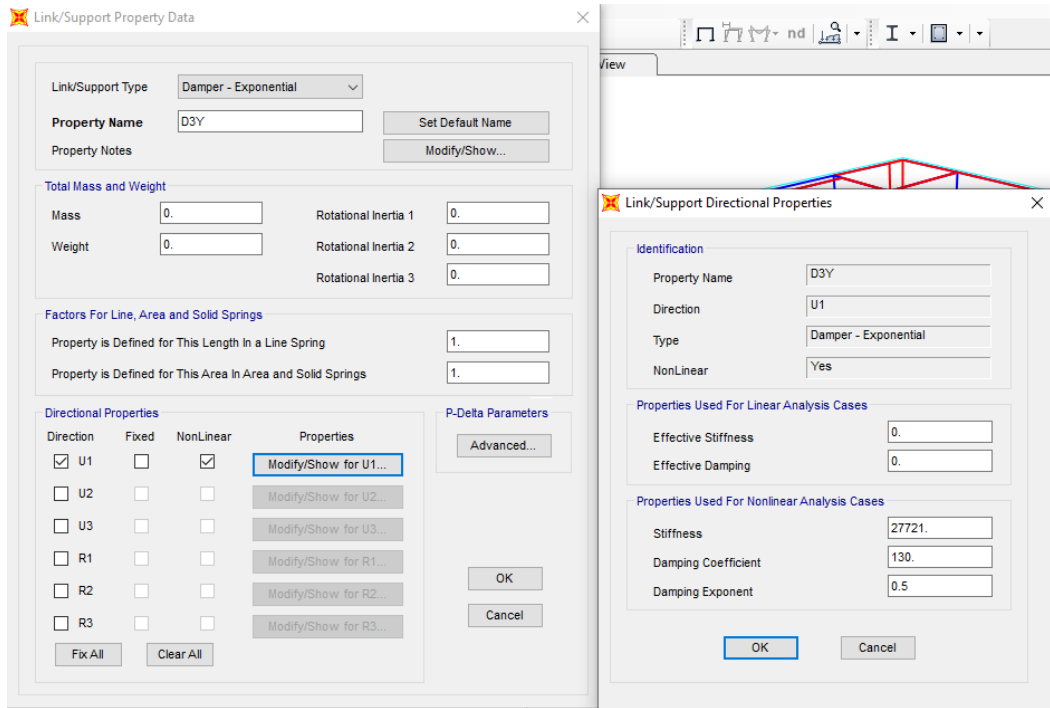 Link/Support Property Data
Link/Support Type Damper - Exponential
Property Name D3Y Set Default Name
Property Notes Modify/Show...
Total Mass and Weight
Mass 0. Rotational Inertia 1 0.
Weight 0. Rotational Inertia 2 0.
Rotational Inertia 3 0.
Factors For Line, Area and Solid Springs
Property is Defined for This Length In a Line Spring 1.
Property is Defined for This Area In Area and Solid Springs 1.
Directional Properties
Direction Fixed NonLinear Properties
U1 Modify/Show for U1...
U2 Modify/Show for U2...
U3 Modify/Show for U3...
R1 Modify/Show for R1...
R2 Modify/Show for R2...
R3 Modify/Show for R3...
Fix All Clear All
P-Delta Parameters
Advanced...
OK
Cancel
nd
View
Link/Support Directional Properties
Identification
Property Name D3Y
Direction U1
Type Damper - Exponential
NonLinear Yes
Properties Used For Linear Analysis Cases
Effective Stiffness 0.
Effective Damping 0.
Properties Used For Nonlinear Analysis Cases
Stiffness 27721.
Damping Coefficient 130.
Damping Exponent 0.5
OK Cancel